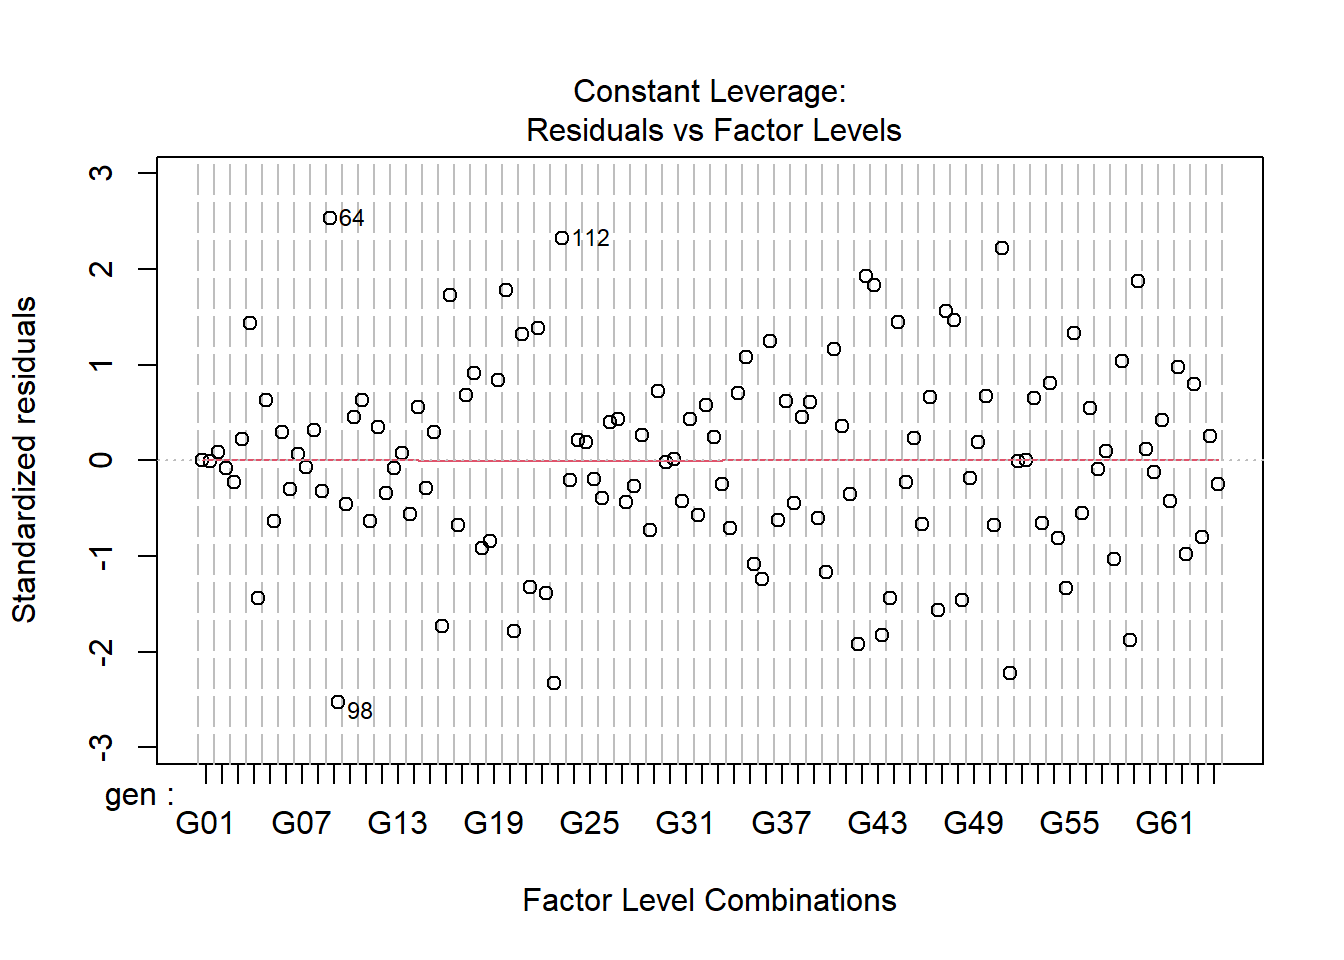 Constant Leverage:
Residuals vs Factor Levels
Standardized residuals
3
2
1
0
-1
-2
-3
64
112
98
gen :
G01 G07 G13 G19 G25 G31 G37 G43 G49 G55 G61
Factor Level Combinations